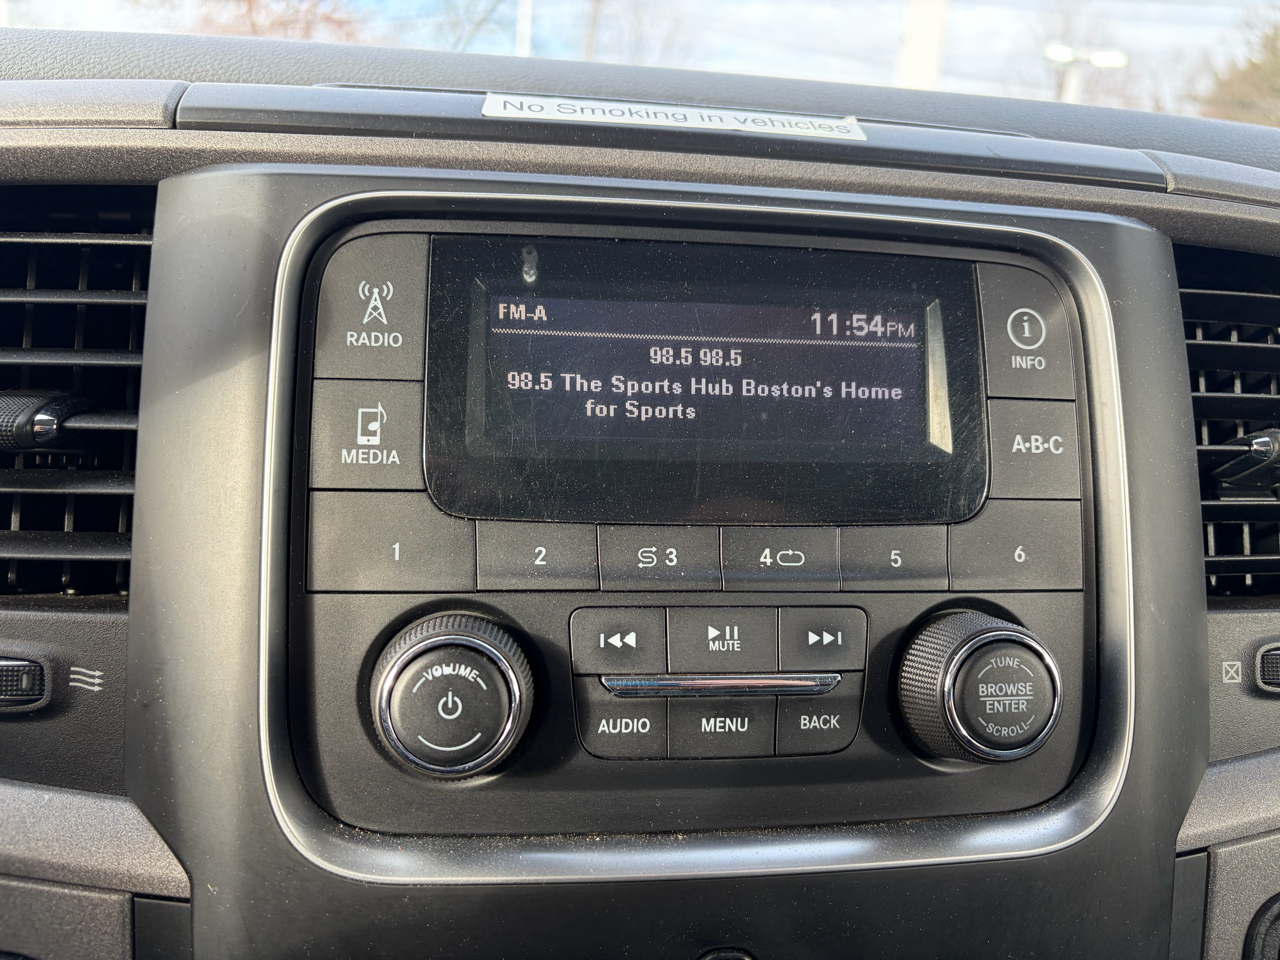 No Smoking in vehicles
RADIO
MEDIA
FM-A
11:54PM
98.5 98.5
98.5 The Sports Hub Boston's Home
for Sports
i
INFO
A•B•C
1
2
3
4
5
6
VOLUME
MUTE
AUDIO
MENU
BACK
TUNE
BROWSE
ENTER
SCROLL